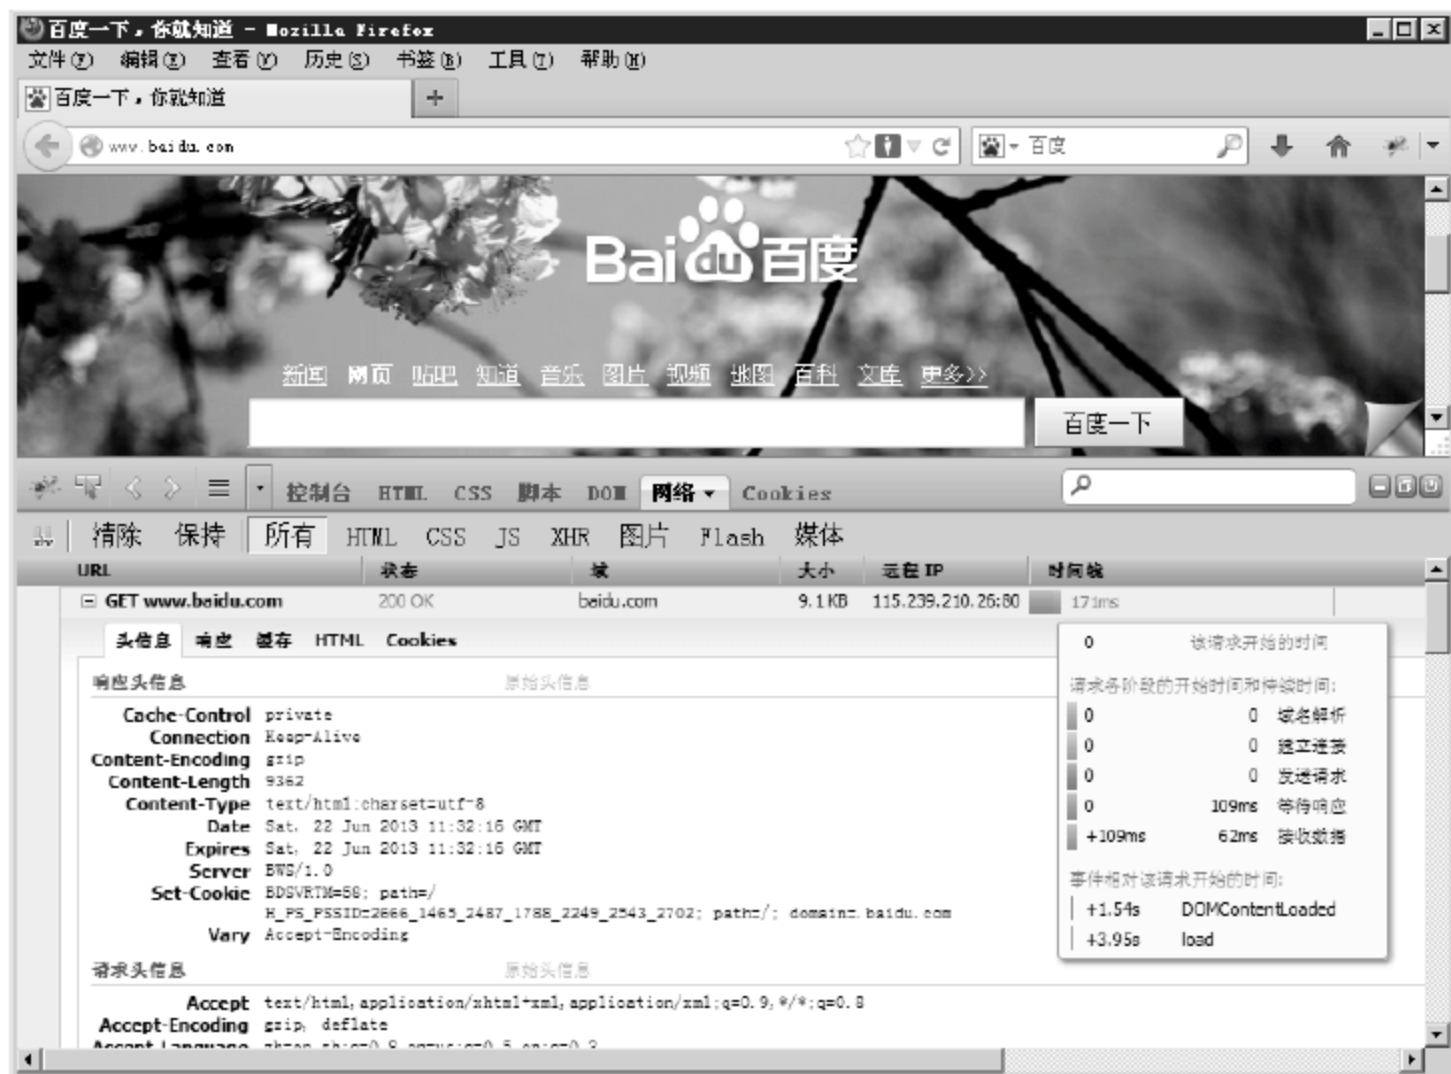 百度一下,你就知道 - Mozilla Firefox
文件(F) 编辑(E) 查看(V) 历史(S) 书签(B) 工具(T) 帮助(H)
百度一下,你就知道 +
www.baidu.com 百度
Bai du 百度
新闻 网页 贴吧 知道 音乐 图片 视频 地图 百科 文库 更多>>
百度一下
控制台 HTML CSS 脚本 DOM 网络 Cookies
清除 保持 所有 HTML CSS JS XHR 图片 Flash 媒体
URL 状态 域 大小 远程 IP 时间线
GET www.baidu.com 200 OK baidu.com 9.1 KB 115.239.210.26:80 171ms
头信息 响应 缓存 HTML Cookies
响应头信息 原始头信息
Cache-Control private
Connection Keep-Alive
Content-Encoding gzip
Content-Length 9362
Content-Type text/html;charset=utf-8
Date Sat, 22 Jun 2013 11:32:16 GMT
Expires Sat, 22 Jun 2013 11:32:16 GMT
Server BWS/1.0
Set-Cookie BDSVRTM=58; path=/
H_PS_PSSID=2666_1465_2487_1788_2249_2543_2702; path=/; domain=.baidu.com
Vary Accept-Encoding
请求头信息 原始头信息
Accept text/html,application/xhtml+xml,application/xml;q=0.9,*/*;q=0.8
Accept-Encoding gzip, deflate
Accept-Language
0 该请求开始的时间
请求各阶段的开始时间和持续时间:
0 0 域名解析
0 0 建立连接
0 0 发送请求
0 109ms 等待响应
+109ms 62ms 接收数据
事件相对该请求开始的时间:
+1.54s DOMContentLoaded
+3.95s load